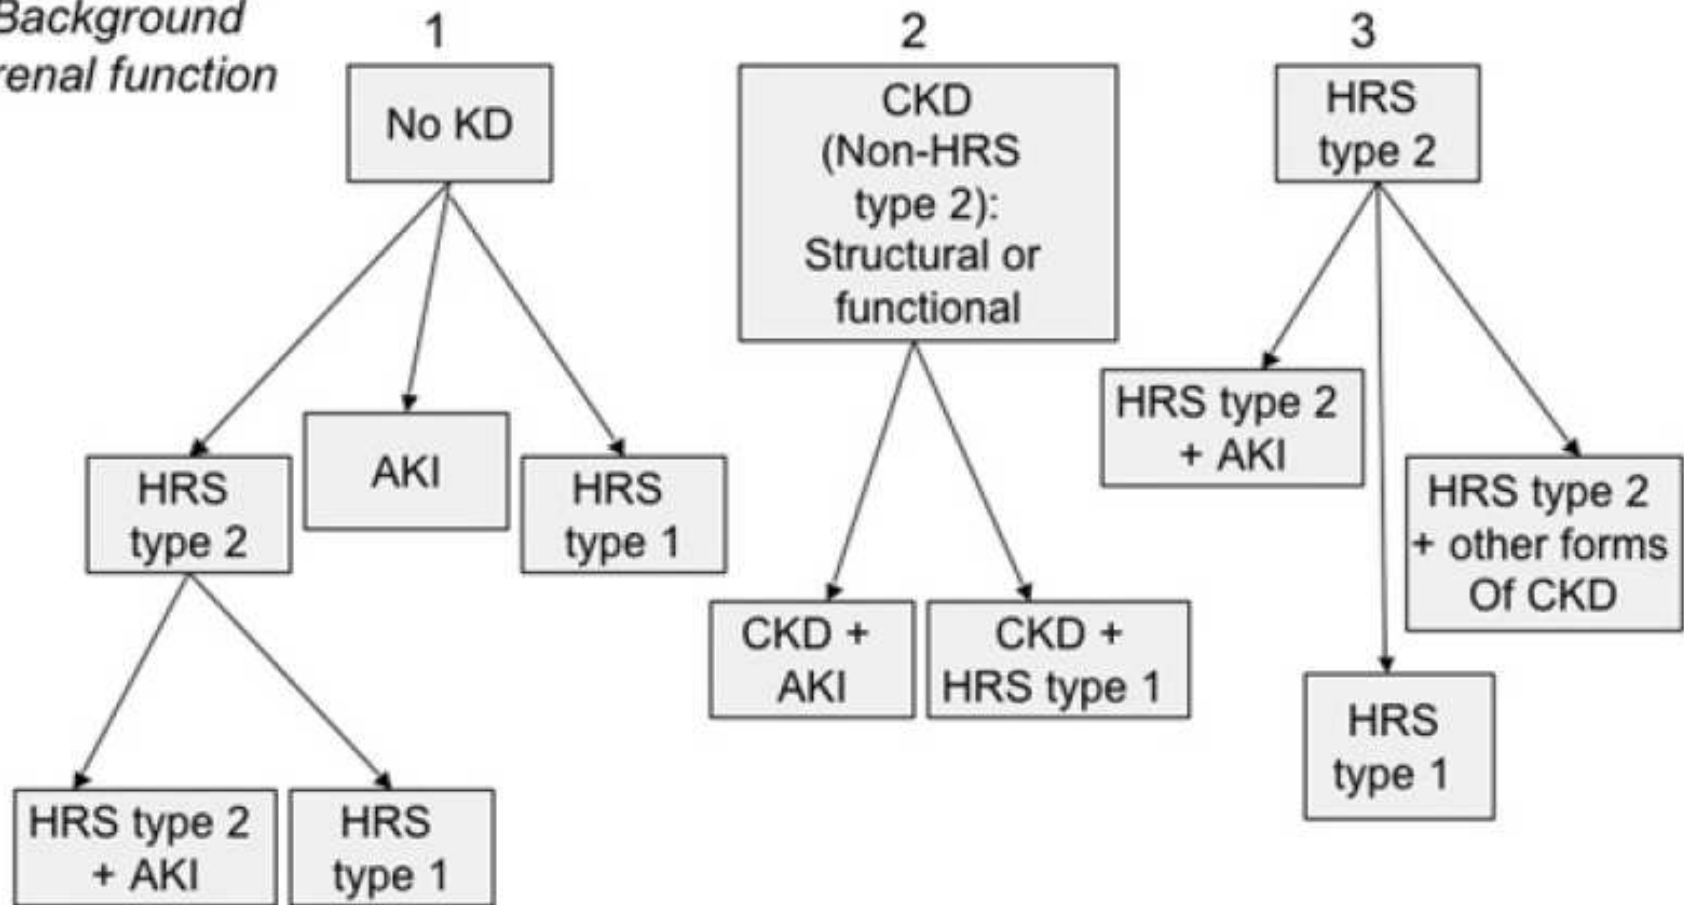 Background
renal function
1
2
3
No KD
CKD
(Non-HRS
type 2):
Structural or
functional
HRS
type 2
HRS
type 2
AKI
HRS
type 1
HRS type 2
+ AKI
HRS
type 1
CKD +
AKI
CKD +
HRS type 1
HRS type 2
+ AKI
HRS type 2
+ other forms
Of CKD
HRS
type 1